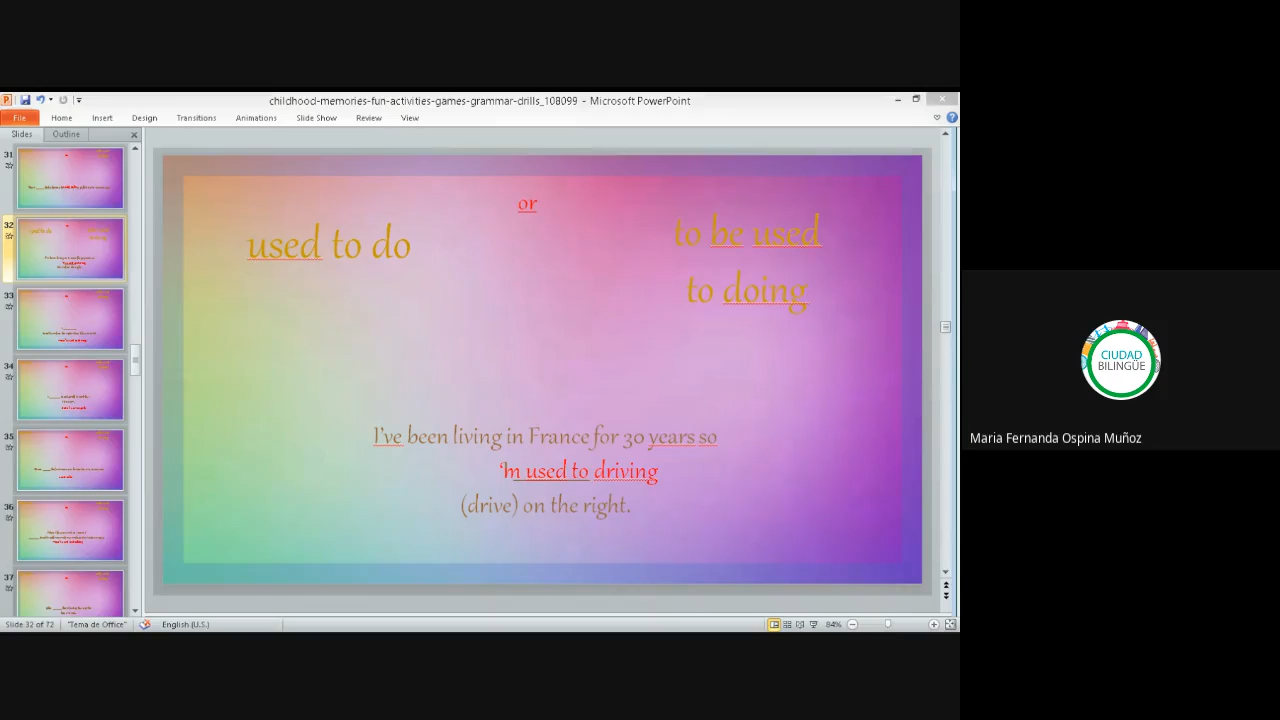 childhood-memories-fun-activities-games-grammar-drills_108099 - Microsoft PowerPoint
File Home Insert Design Transitions Animations Slide Show Review View
Slides Outline
31
32
33
34
35
36
37
or
used to do
to be used
to doing
I've been living in France for 30 years so
'm used to driving
(drive) on the right.
Slide 32 of 72 "Tema de Office" English (U.S.) 84%
CIUDAD
BILINGÜE
Maria Fernanda Ospina Muñoz